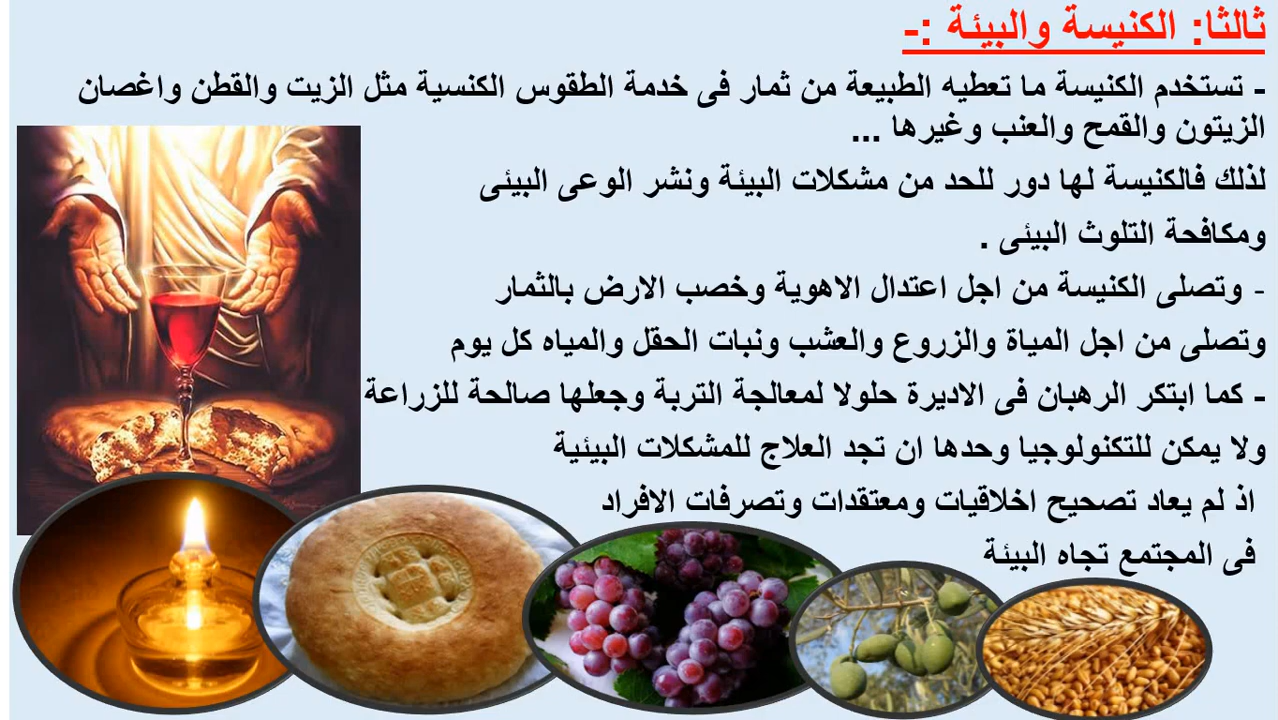 ثالثا: الكنيسة والبيئة :-
- تستخدم الكنيسة ما تعطيه الطبيعة من ثمار فى خدمة الطقوس الكنسية مثل الزيت والقطن واغصان
الزيتون والقمح والعنب وغيرها ...
لذلك فالكنيسة لها دور للحد من مشكلات البيئة ونشر الوعى البيئى
ومكافحة التلوث البيئى .
- وتصلى الكنيسة من اجل اعتدال الاهوية وخصب الارض بالثمار
وتصلى من اجل المياة والزروع والعشب ونبات الحقل والمياه كل يوم
- كما ابتكر الرهبان فى الاديرة حلولا لمعالجة التربة وجعلها صالحة للزراعة
ولا يمكن للتكنولوجيا وحدها ان تجد العلاج للمشكلات البيئية
اذ لم يعاد تصحيح اخلاقيات ومعتقدات وتصرفات الافراد
فى المجتمع تجاه البيئة